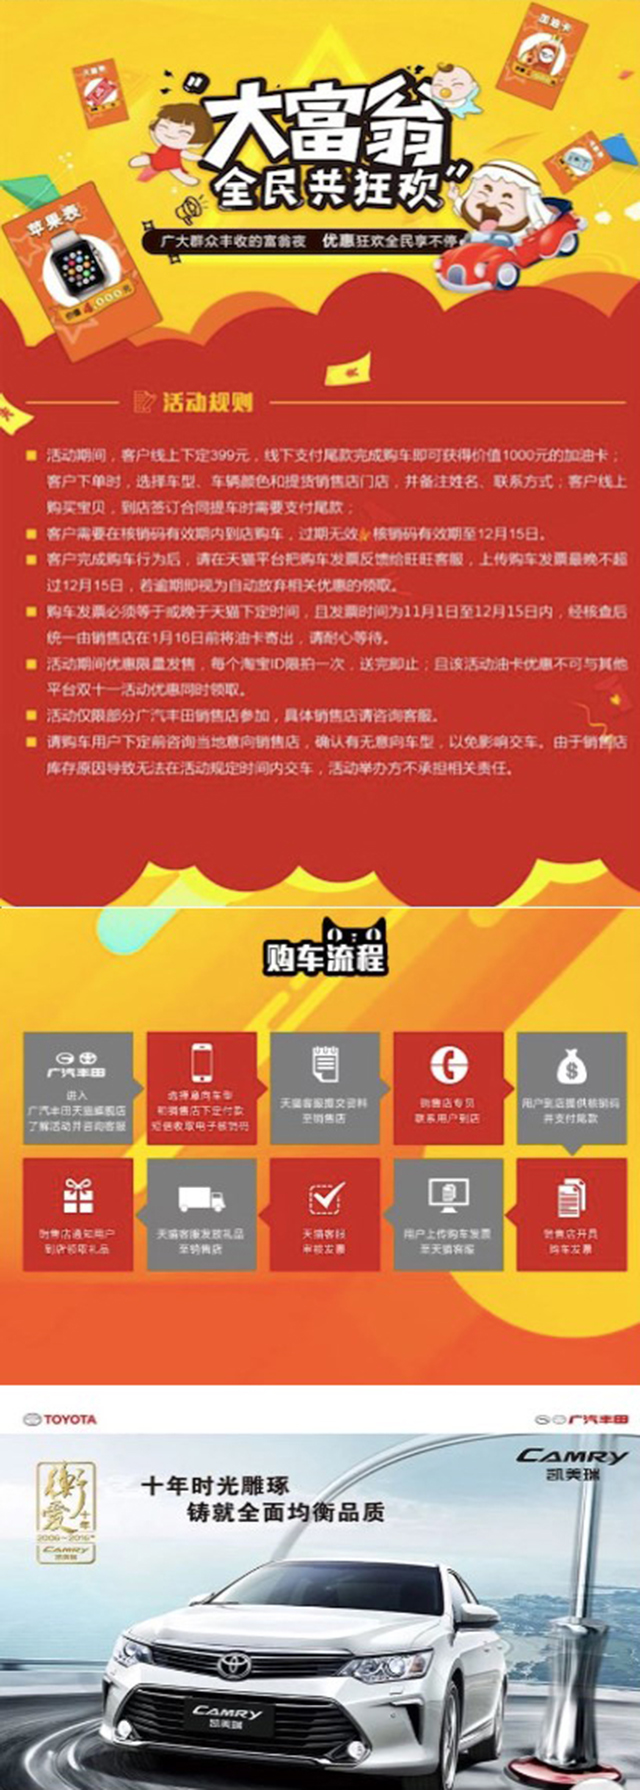 加油卡
"大富翁
全民共狂欢"
苹果表
价值4,000元
广大群众丰收的富翁夜 优惠狂欢全民享不停
活动规则
活动期间，客户线上下定399元，线下支付尾款完成购车即可获得价值1000元的加油卡；
客户下单时，选择车型、车辆颜色和提货销售店门店，并备注姓名、联系方式；客户线上
购买宝贝，到店签订合同提车时需要支付尾款；
客户需要在核销码有效期内到店购车，过期无效。核销码有效期至12月15日。
客户完成购车行为后，请在天猫平台把购车发票反馈给旺旺客服，上传购车发票最晚不超
过12月15日，若逾期即视为自动放弃相关优惠的领取。
购车发票必须等于或晚于天猫下定时间，且发票时间为11月1日至12月15日内，经核查后
统一由销售店在1月16日前将油卡寄出，请耐心等待。
活动期间优惠限量发售，每个淘宝ID限拍一次，送完即止；且该活动油卡优惠不可与其他
平台双十一活动优惠同时领取。
活动仅限部分广汽丰田销售店参加，具体销售店请咨询客服。
请购车用户下定前咨询当地意向销售店，确认有无意向车型，以免影响交车。由于销售店
库存原因导致无法在活动规定时间内交车，活动举办方不承担相关责任。
购车流程
广汽丰田
进入
广汽丰田天猫旗舰店
了解活动并咨询客服
选择意向车型
和销售店下定付款
短信收取电子核销码
天猫客服提交资料
至销售店
销售店专员
联系用户到店
用户到店提供核销码
并支付尾款
销售店通知用户
到店领取礼品
天猫客服发放礼品
至销售店
天猫客服
审核发票
用户上传购车发票
至天猫客服
销售店开具
购车发票
TOYOTA
广汽丰田
CAMRY
凯美瑞
衡爱十年
2006~2016
CAMRY
凯美瑞
十年时光雕琢
铸就全面均衡品质
CAMRY
凯美瑞